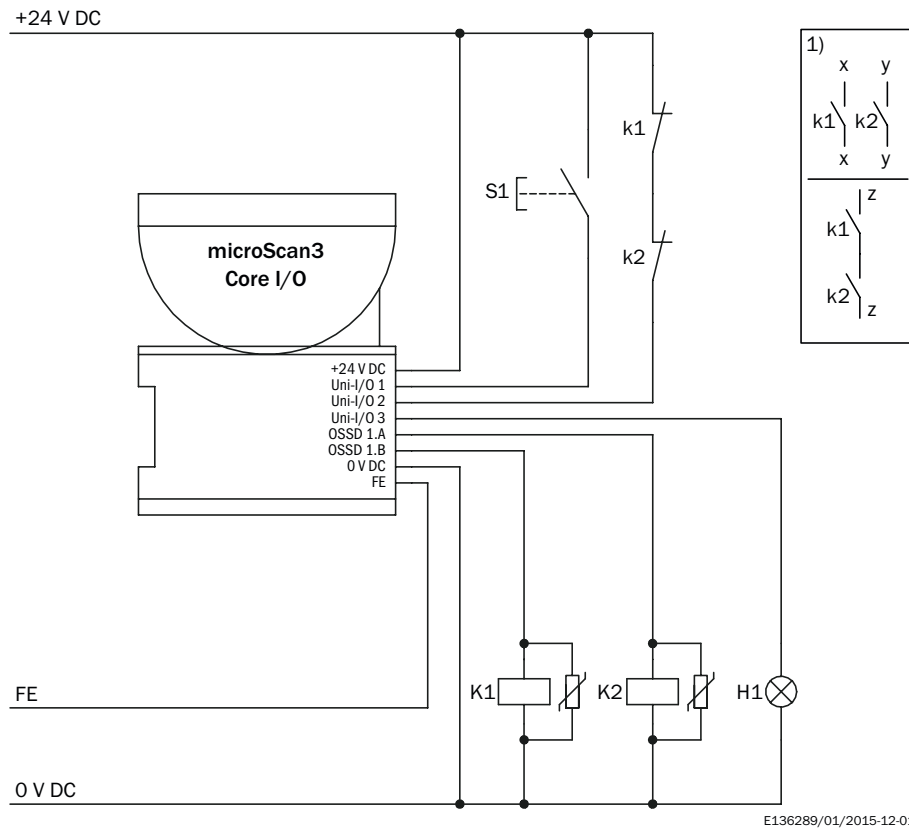 +24 V DC
1)
x y
k1 k2
x y
z
k1
k2
z
k1
S1
k2
microScan3
Core I/O
+24 V DC
Uni-I/O 1
Uni-I/O 2
Uni-I/O 3
OSSD 1.A
OSSD 1.B
0 V DC
FE
K1
K2
H1
FE
0 V DC